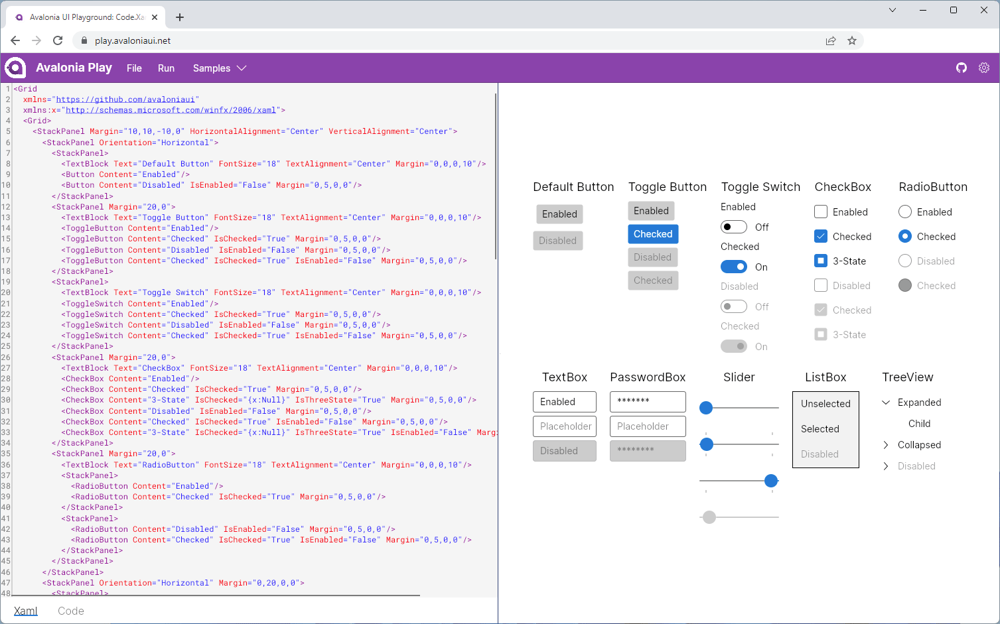 Avalonia UI Playground: Code.Xa
play.avaloniaui.net
Avalonia Play File Run Samples
1 <Grid
2 xmlns="https://github.com/avaloniaui"
3 xmlns:x="http://schemas.microsoft.com/winfx/2006/xaml">
4 <Grid>
5 <StackPanel Margin="10,10,-10,0" HorizontalAlignment="Center" VerticalAlignment="Center">
6 <StackPanel Orientation="Horizontal">
7 <StackPanel>
8 <TextBlock Text="Default Button" FontSize="18" TextAlignment="Center" Margin="0,0,0,10"/>
9 <Button Content="Enabled"/>
10 <Button Content="Disabled" IsEnabled="False" Margin="0,5,0,0"/>
11 </StackPanel>
12 <StackPanel Margin="20,0">
13 <TextBlock Text="Toggle Button" FontSize="18" TextAlignment="Center" Margin="0,0,0,10"/>
14 <ToggleButton Content="Enabled"/>
15 <ToggleButton Content="Checked" IsChecked="True" Margin="0,5,0,0"/>
16 <ToggleButton Content="Disabled" IsEnabled="False" Margin="0,5,0,0"/>
17 <ToggleButton Content="Checked" IsChecked="True" IsEnabled="False" Margin="0,5,0,0"/>
18 </StackPanel>
19 <StackPanel>
20 <TextBlock Text="Toggle Switch" FontSize="18" TextAlignment="Center" Margin="0,0,0,10"/>
21 <ToggleSwitch Content="Enabled"/>
22 <ToggleSwitch Content="Checked" IsChecked="True" Margin="0,5,0,0"/>
23 <ToggleSwitch Content="Disabled" IsEnabled="False" Margin="0,5,0,0"/>
24 <ToggleSwitch Content="Checked" IsChecked="True" IsEnabled="False" Margin="0,5,0,0"/>
25 </StackPanel>
26 <StackPanel Margin="20,0">
27 <TextBlock Text="CheckBox" FontSize="18" TextAlignment="Center" Margin="0,0,0,10"/>
28 <CheckBox Content="Enabled"/>
29 <CheckBox Content="Checked" IsChecked="True" Margin="0,5,0,0"/>
30 <CheckBox Content="3-State" IsChecked="{x:Null}" IsThreeState="True" Margin="0,5,0,0"/>
31 <CheckBox Content="Disabled" IsEnabled="False" Margin="0,5,0,0"/>
32 <CheckBox Content="Checked" IsChecked="True" IsEnabled="False" Margin="0,5,0,0"/>
33 <CheckBox Content="3-State" IsChecked="{x:Null}" IsThreeState="True" IsEnabled="False" Marg
34 </StackPanel>
35 <StackPanel Margin="20,0">
36 <TextBlock Text="RadioButton" FontSize="18" TextAlignment="Center" Margin="0,0,0,10"/>
37 <StackPanel>
38 <RadioButton Content="Enabled"/>
39 <RadioButton Content="Checked" IsChecked="True" Margin="0,5,0,0"/>
40 </StackPanel>
41 <StackPanel>
42 <RadioButton Content="Disabled" IsEnabled="False" Margin="0,5,0,0"/>
43 <RadioButton Content="Checked" IsChecked="True" IsEnabled="False" Margin="0,5,0,0"/>
44 </StackPanel>
45 </StackPanel>
46 </StackPanel>
47 <StackPanel Orientation="Horizontal" Margin="0,20,0,0">
48 <StackPanel>
Xaml Code
Default Button
Enabled
Disabled
Toggle Button
Enabled
Checked
Disabled
Checked
Toggle Switch
Enabled
Off
Checked
On
Disabled
Off
Checked
On
CheckBox
Enabled
Checked
3-State
Disabled
Checked
3-State
RadioButton
Enabled
Checked
Disabled
Checked
TextBox
Enabled
Placeholder
Disabled
PasswordBox
*******
Placeholder
********
Slider
ListBox
Unselected
Selected
Disabled
TreeView
Expanded
Child
Collapsed
Disabled